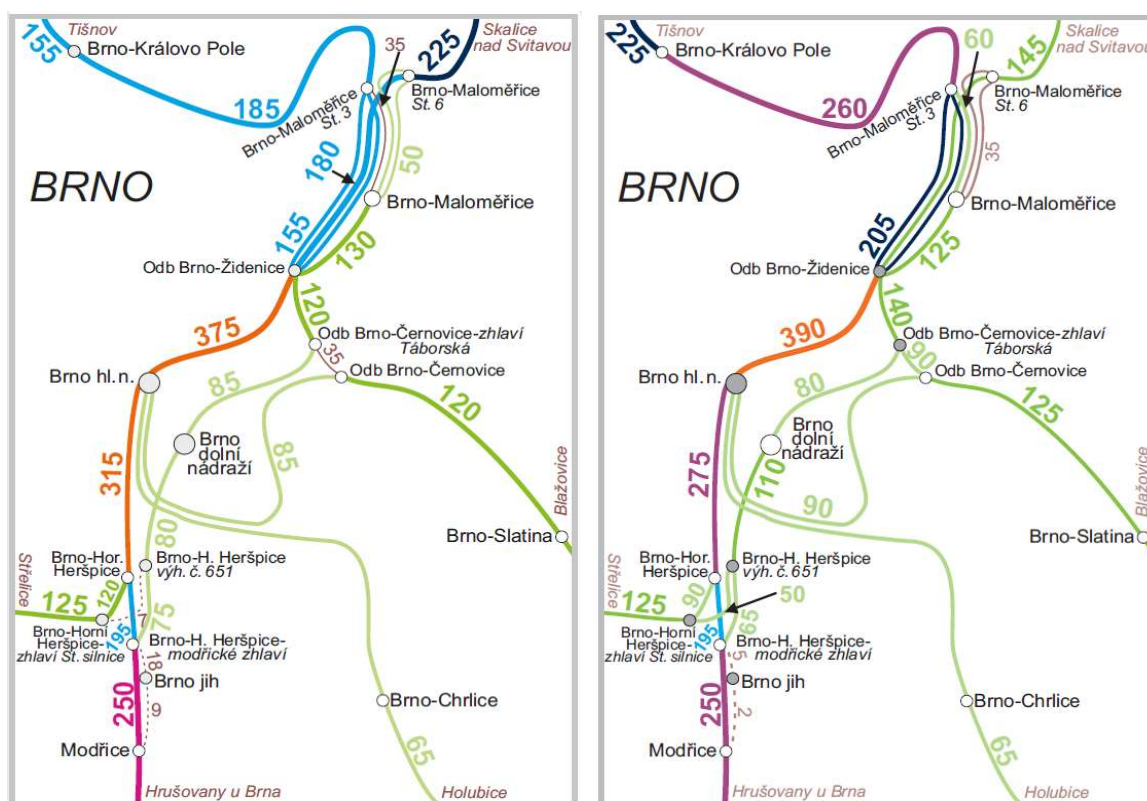 Tišnov
155
Brno-Královo Pole
35
225
Skalice
nad Svitavou
185
Brno-Maloměřice
St. 3
Brno-Maloměřice
St. 6
180
50
BRNO
Brno-Maloměřice
155
130
Odb Brno-Židenice
120
375
Odb Brno-Černovice-zhlaví
Táborská
35
Brno hl. n.
85
Odb Brno-Černovice
120
Brno
dolní
nádraží
85
315
Blažovice
80
Brno-Slatina
Brno-Hor.
Heršpice
Brno-H. Heršpice
výh. č. 651
Střelice
125
120
7
75
Brno-Horní
Heršpice-
zhlaví St. silnice
195
Brno-H. Heršpice-
modřické zhlaví
18
Brno jih
250
9
Brno-Chrlice
Modřice
65
Hrušovany u Brna
Holubice
Tišnov
225
Brno-Královo Pole
60
145
Skalice
nad Svitavou
260
Brno-Maloměřice
St. 3
Brno-Maloměřice
St. 6
35
BRNO
Brno-Maloměřice
205
125
Odb Brno-Židenice
140
390
Odb Brno-Černovice-zhlaví
Táborská
90
Brno hl. n.
80
Odb Brno-Černovice
125
Brno
dolní
nádraží
275
110
90
Blažovice
Brno-Slatina
Brno-Hor.
Heršpice
Brno-H. Heršpice
výh. č. 651
Střelice
125
90
50
65
Brno-Horní
Heršpice-
zhlaví St. silnice
195
Brno-H. Heršpice-
modřické zhlaví
5
Brno jih
250
2
Brno-Chrlice
Modřice
65
Hrušovany u Brna
Holubice